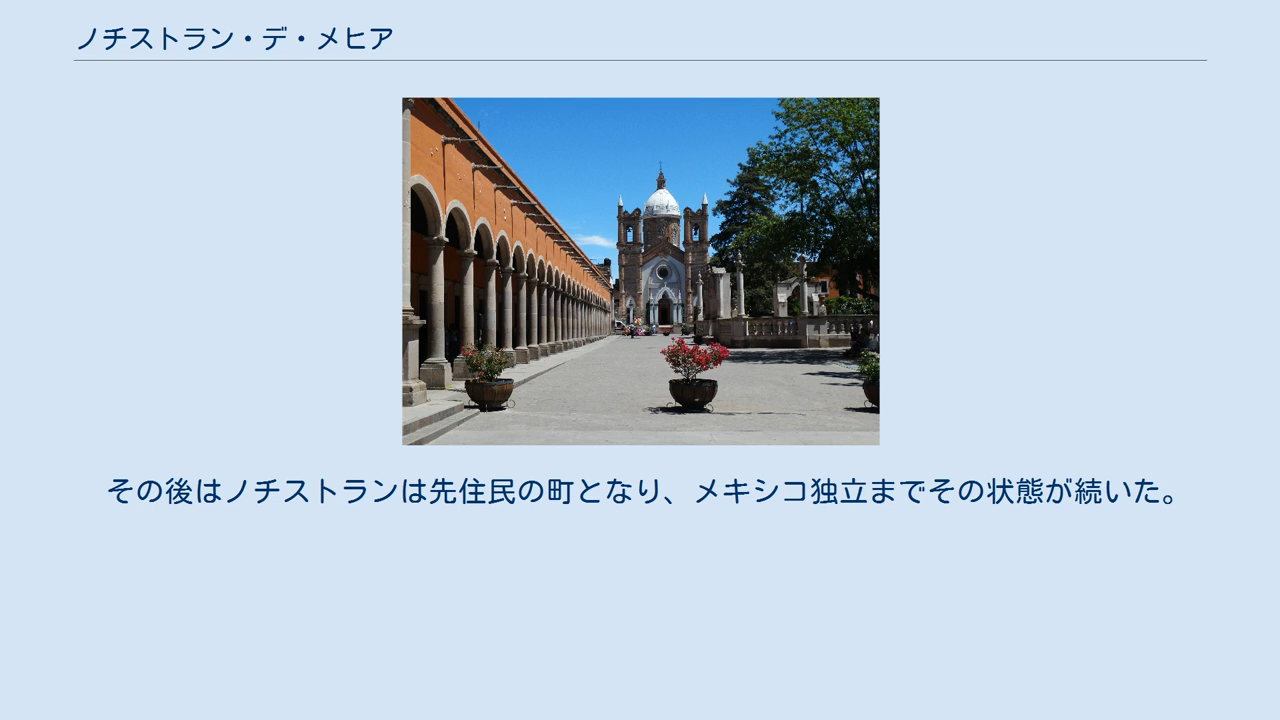 ノチストラン・デ・メヒア
その後はノチストランは先住民の町となり、メキシコ独立までその状態が続いた。